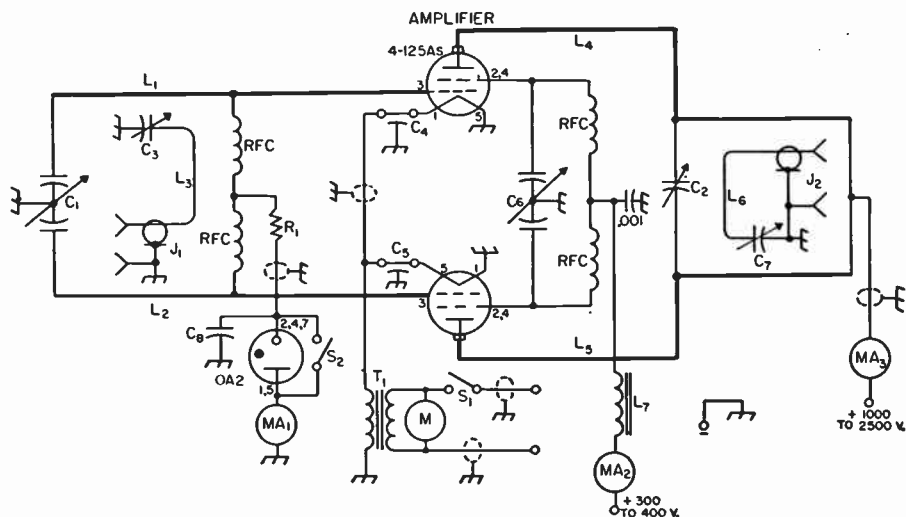 AMPLIFIER
4-125As
L4
L1
3
2,4
1
5
C4
C3
RFC
RFC
L3
C1
C6
.001
C2
L6
J2
J1
RFC
R1
C7
C5
RFC
5
1
3
2,4
L2
L5
C8
2,4,7
S2
OA2
1,5
T1
S1
M
L7
MA1
MA2
MA3
+ 1000
TO 2500 V.
+ 300
TO 400 V.